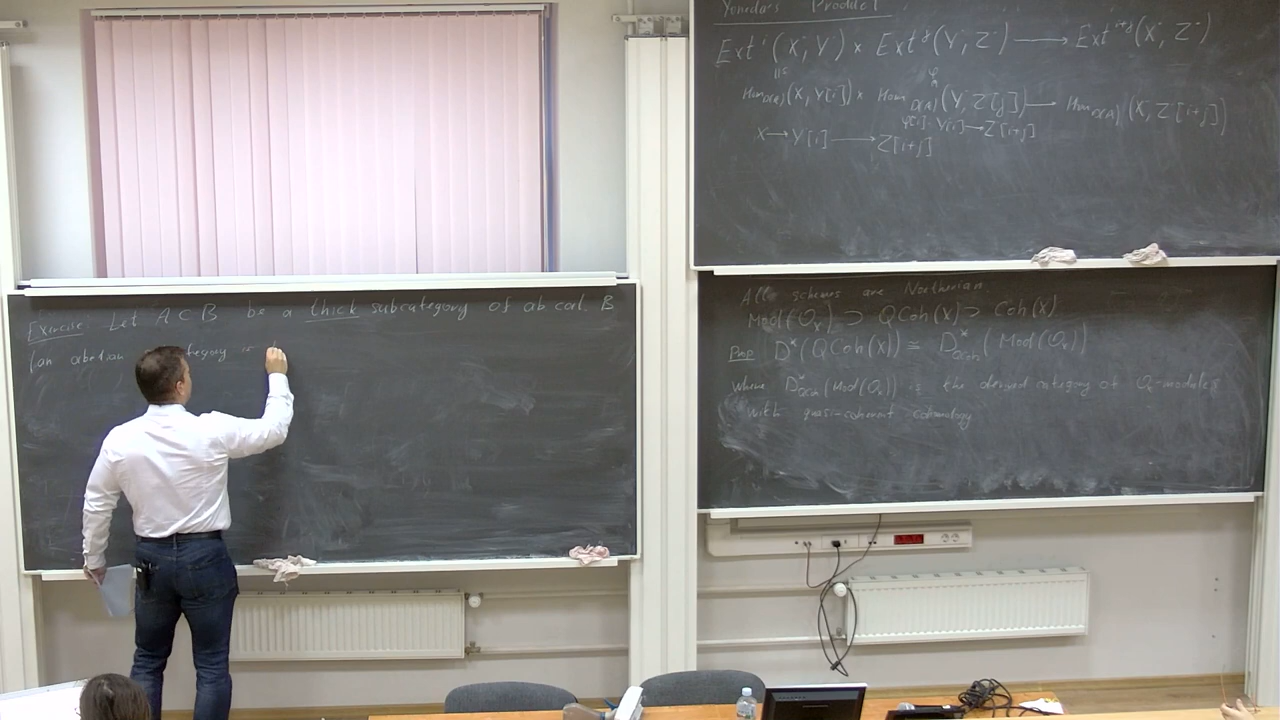 Exercise: Let A ⊂ B be a thick subcategory of ab cat. B
(an abelian
Yoneda's Product
Ext^i (X, Y) × Ext^j (Y, Z) → Ext^{i+j} (X, Z)
Hom_{D(A)} (X, Y[i]) × Hom_{D(A)} (Y, Z[j]) → Hom_{D(A)} (X, Z[i+j])
X → Y[i] → Z[i+j]
All schemes are Noetherian
Mod(O_X) ⊃ QCoh(X) ⊃ Coh(X)
Prop D^*(QCoh(X)) ≅ D^*_{QCoh} (Mod(O_X))
where D^*_{QCoh} (Mod(O_X)) is the derived category of O_X-modules
with quasi-coherent cohomology